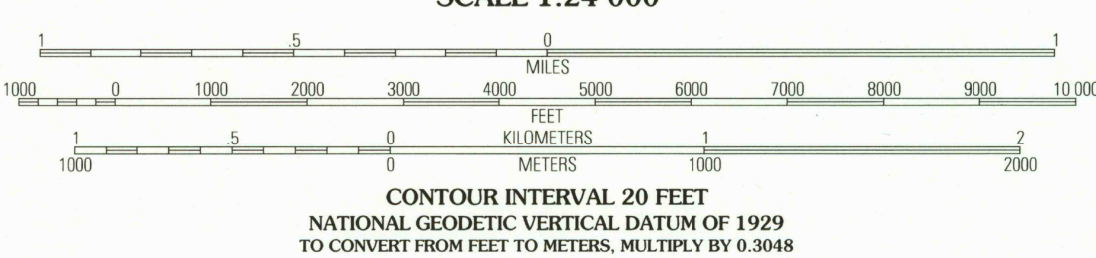 SCALE 1:24 000
1 .5 0 1
MILES
1000 0 1000 2000 3000 4000 5000 6000 7000 8000 9000 10 000
FEET
1 .5 0 KILOMETERS 1 2
1000 0 METERS 1000 2000
CONTOUR INTERVAL 20 FEET
NATIONAL GEODETIC VERTICAL DATUM OF 1929
TO CONVERT FROM FEET TO METERS, MULTIPLY BY 0.3048